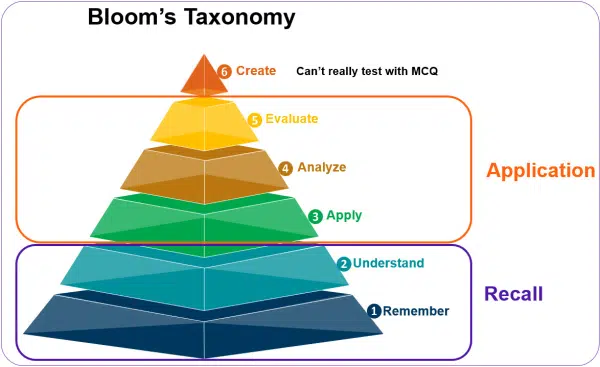 Bloom's Taxonomy
6 Create Can't really test with MCQ
5 Evaluate
4 Analyze
Application
3 Apply
2 Understand
Recall
1 Remember